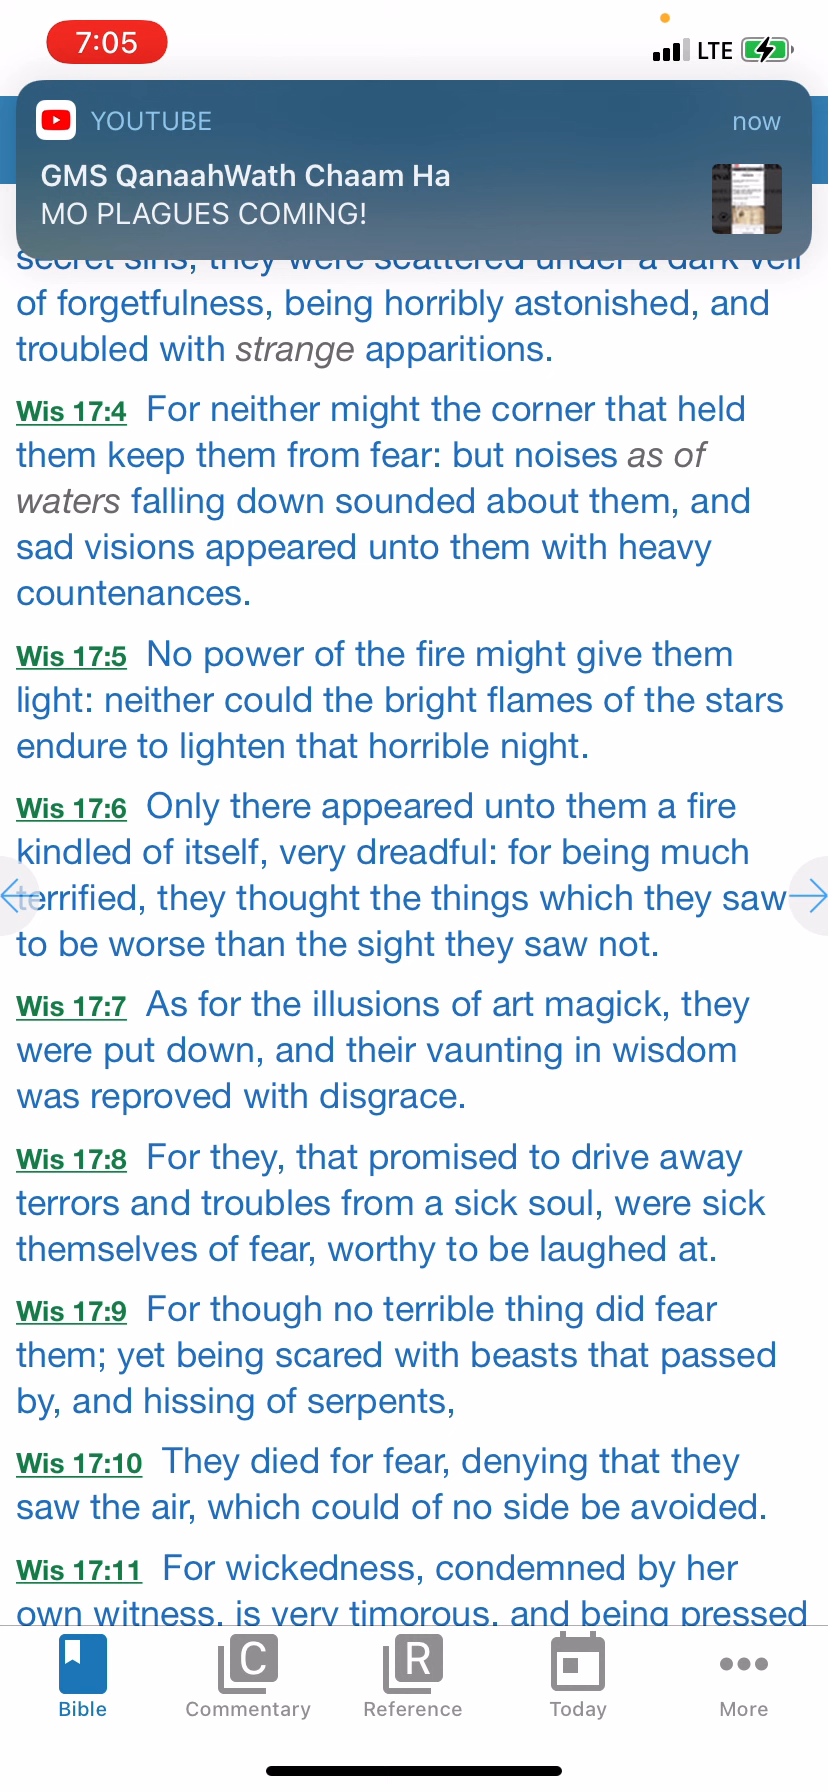 7:05
LTE
YOUTUBE
now
GMS QanaahWath Chaam Ha
MO PLAGUES COMING!
secret sins, they were scattered under a dark veil
of forgetfulness, being horribly astonished, and
troubled with strange apparitions.
Wis 17:4 For neither might the corner that held
them keep them from fear: but noises as of
waters falling down sounded about them, and
sad visions appeared unto them with heavy
countenances.
Wis 17:5 No power of the fire might give them
light: neither could the bright flames of the stars
endure to lighten that horrible night.
Wis 17:6 Only there appeared unto them a fire
kindled of itself, very dreadful: for being much
terrified, they thought the things which they saw
to be worse than the sight they saw not.
Wis 17:7 As for the illusions of art magick, they
were put down, and their vaunting in wisdom
was reproved with disgrace.
Wis 17:8 For they, that promised to drive away
terrors and troubles from a sick soul, were sick
themselves of fear, worthy to be laughed at.
Wis 17:9 For though no terrible thing did fear
them; yet being scared with beasts that passed
by, and hissing of serpents,
Wis 17:10 They died for fear, denying that they
saw the air, which could of no side be avoided.
Wis 17:11 For wickedness, condemned by her
own witness, is very timorous, and being pressed
C
R
Bible
Commentary
Reference
Today
More